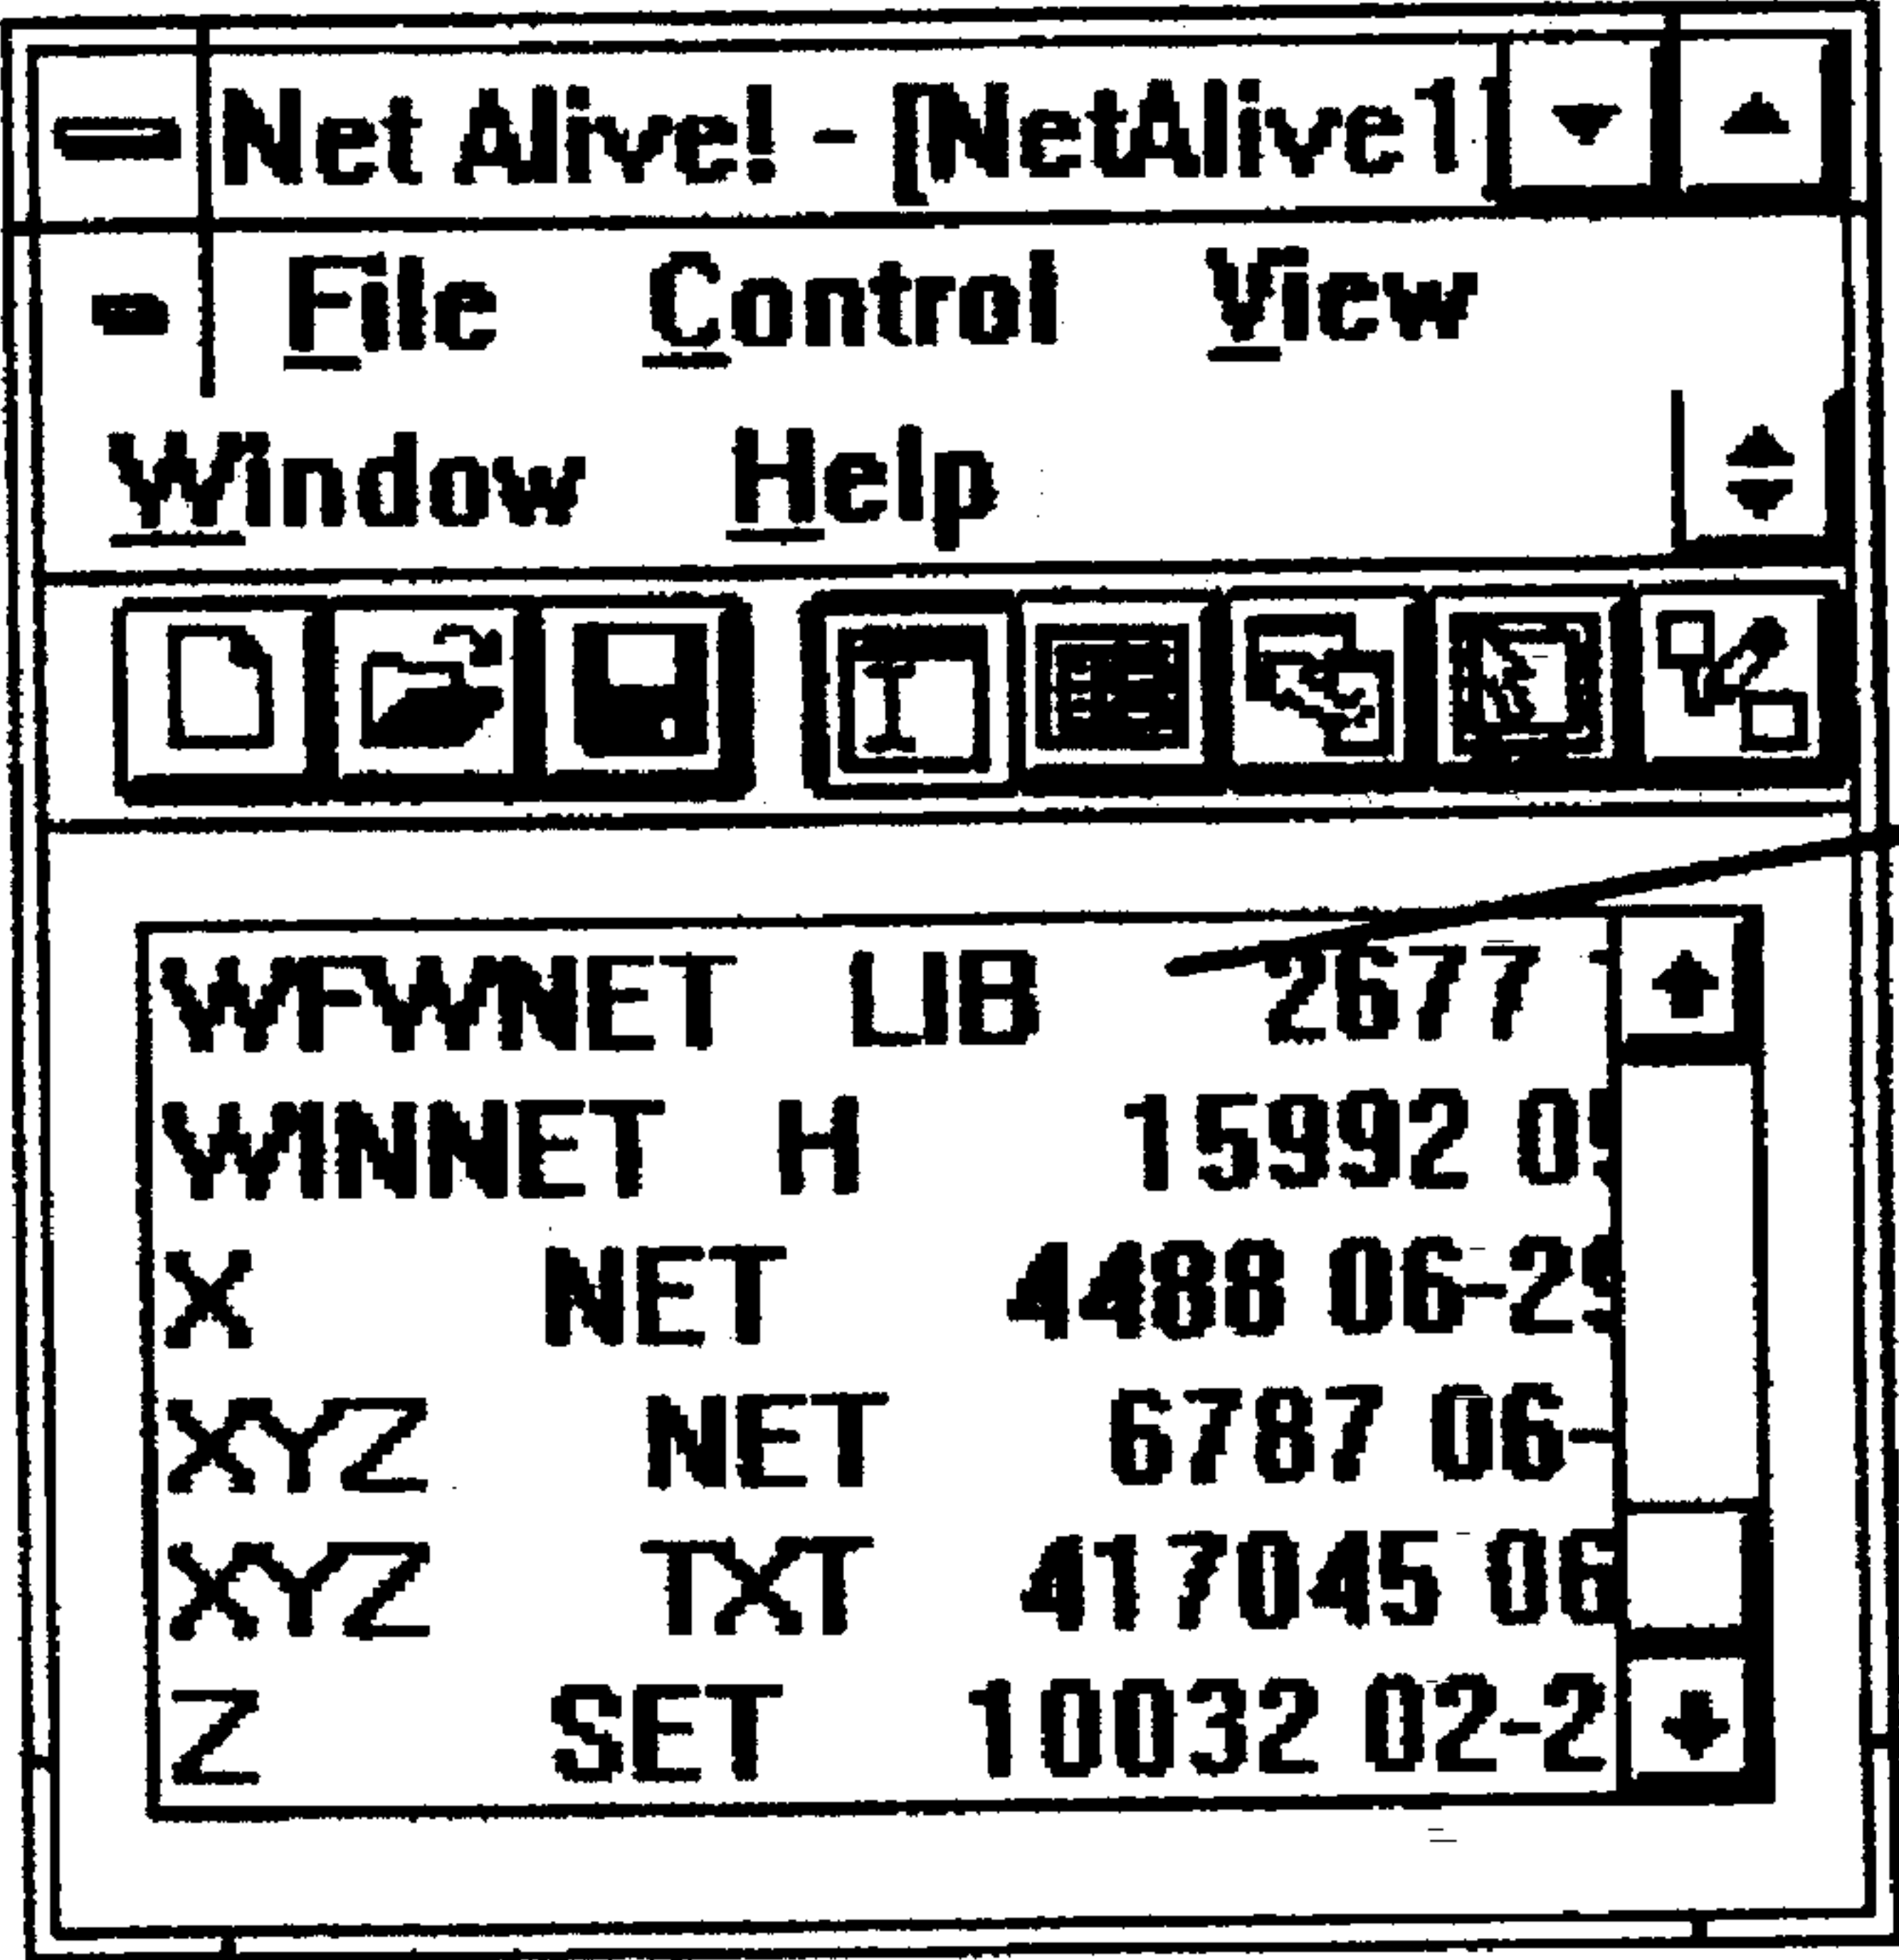 Net Alive! - [NetAlive1
File Control View
Window Help
WFWNET LIB 2677
WINNET H 15992 0
X NET 4488 06-2
XYZ NET 6787 06-
XYZ TXT 417045 06
Z SET 10032 02-2